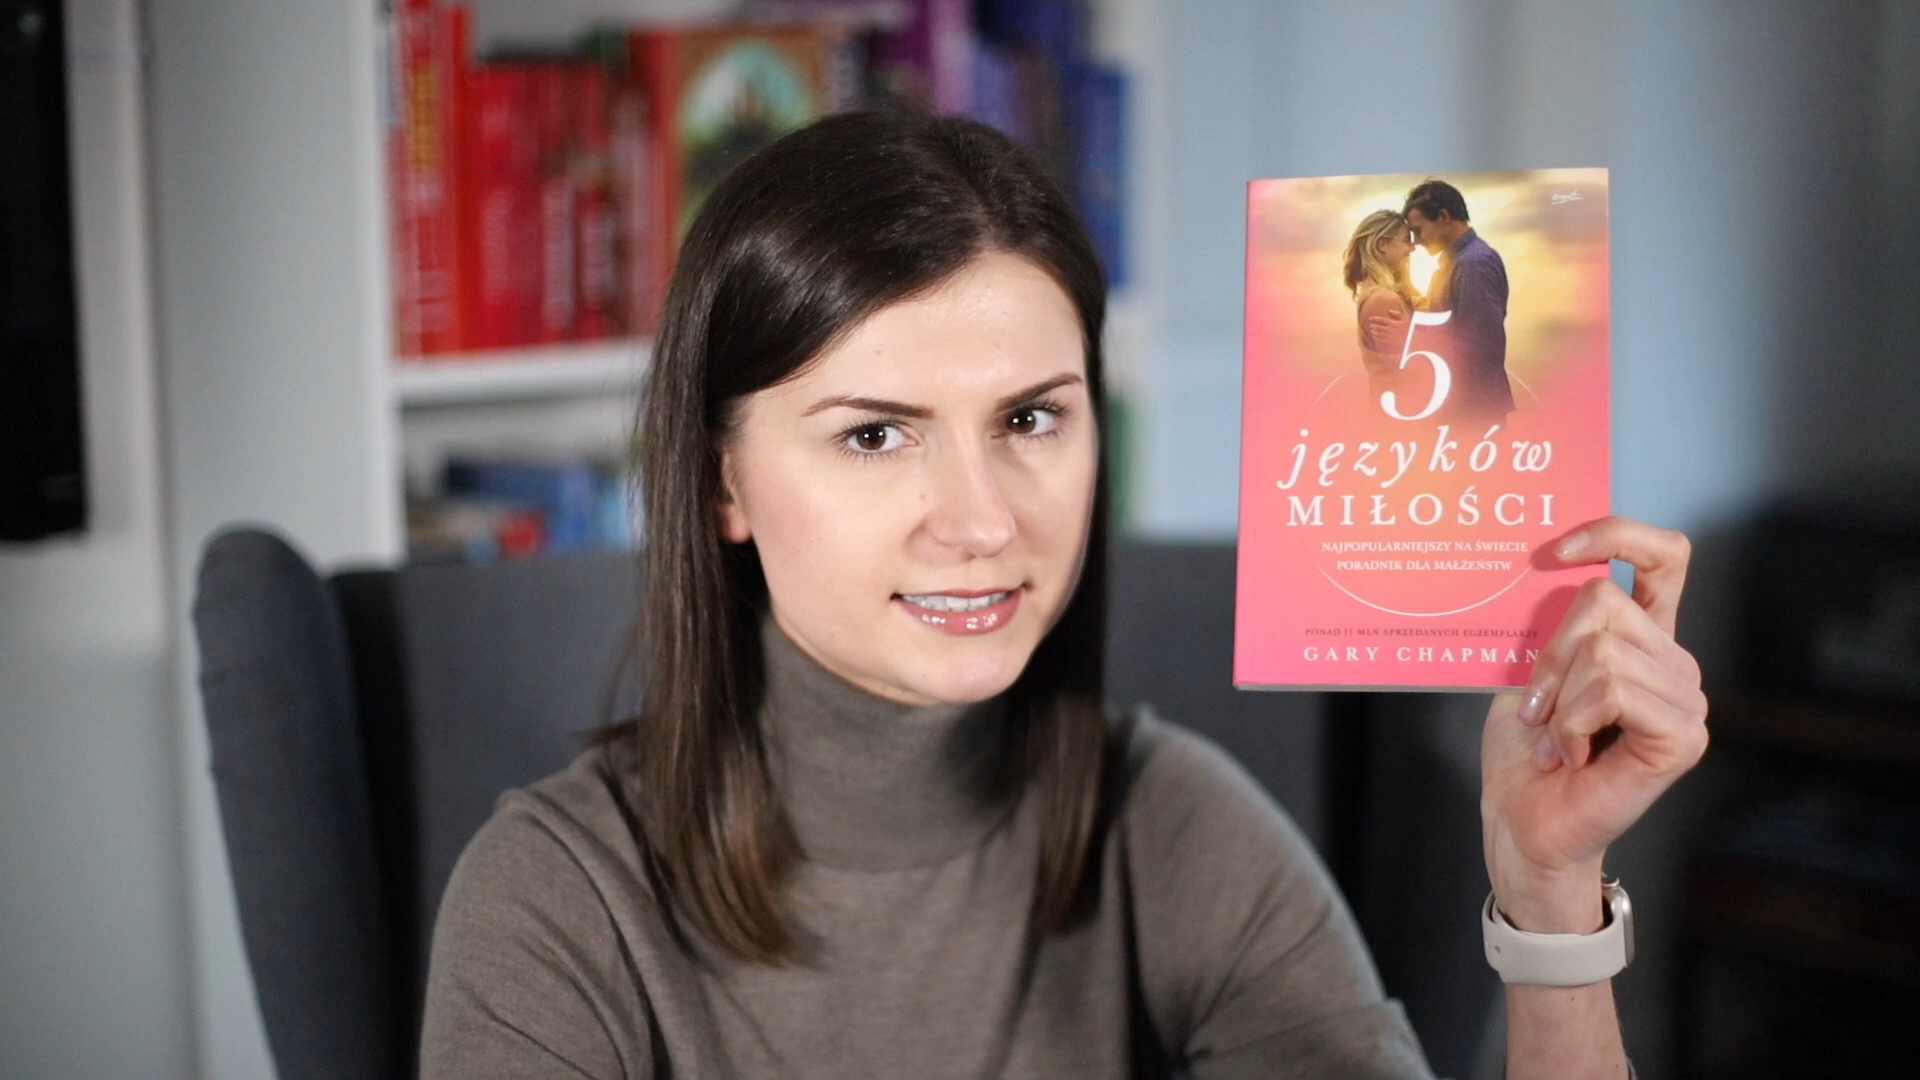 5
języków
MIŁOŚCI
NAJPOPULARNIEJSZY NA ŚWIECIE
PORADNIK DLA MAŁŻEŃSTW
PONAD 11 MLN SPRZEDANYCH EGZEMPLARZY
GARY CHAPMAN